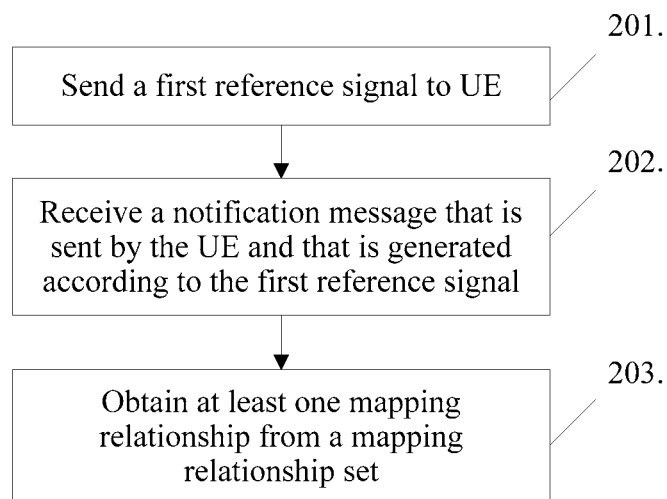 201.
Send a first reference signal to UE
202.
Receive a notification message that is
sent by the UE and that is generated
according to the first reference signal
203.
Obtain at least one mapping
relationship from a mapping
relationship set